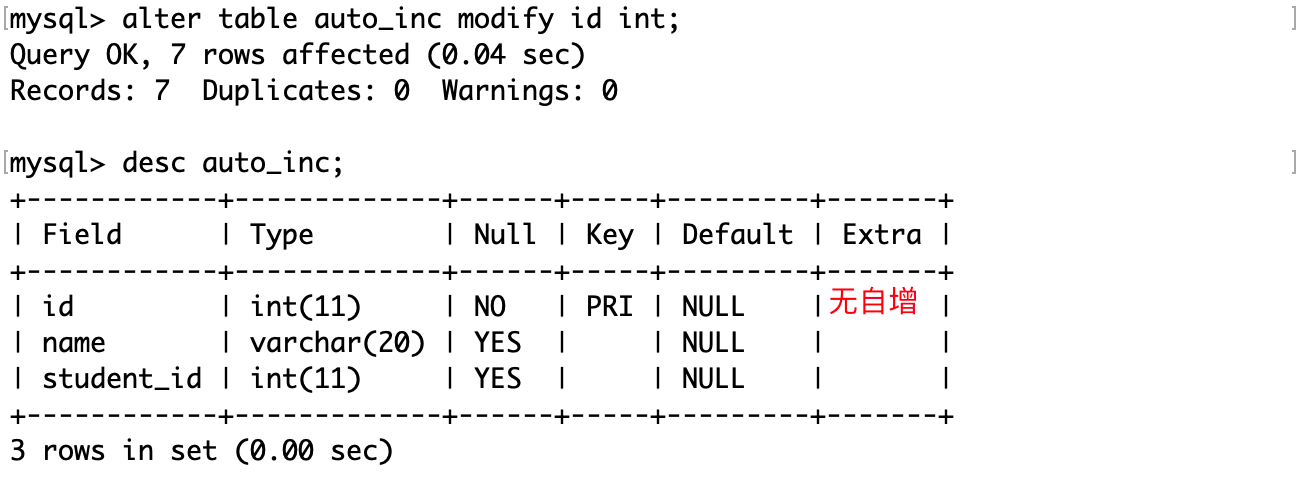 [mysql> alter table auto_inc modify id int;                                      ]
Query OK, 7 rows affected (0.04 sec)
Records: 7  Duplicates: 0  Warnings: 0
[mysql> desc auto_inc;                                                           ]
+------------+-------------+------+-----+---------+-------+
| Field      | Type        | Null | Key | Default | Extra |
+------------+-------------+------+-----+---------+-------+
| id         | int(11)     | NO   | PRI | NULL    |无自增 |
| name       | varchar(20) | YES  |     | NULL    |       |
| student_id | int(11)     | YES  |     | NULL    |       |
+------------+-------------+------+-----+---------+-------+
3 rows in set (0.00 sec)